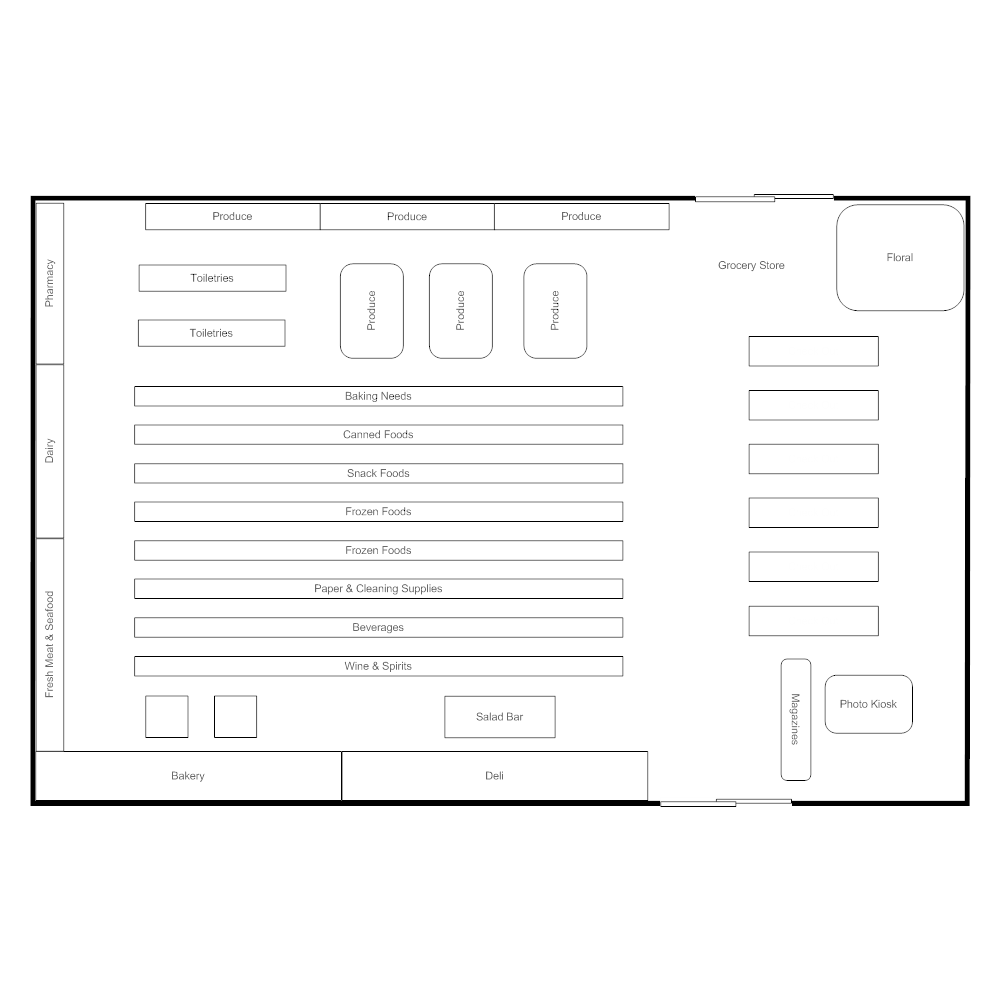 Produce
Produce
Produce
Grocery Store
Floral
Pharmacy
Toiletries
Toiletries
Produce
Produce
Produce
Dairy
Baking Needs
Canned Foods
Snack Foods
Frozen Foods
Frozen Foods
Paper & Cleaning Supplies
Beverages
Wine & Spirits
Fresh Meat & Seafood
Salad Bar
Magazines
Photo Kiosk
Bakery
Deli